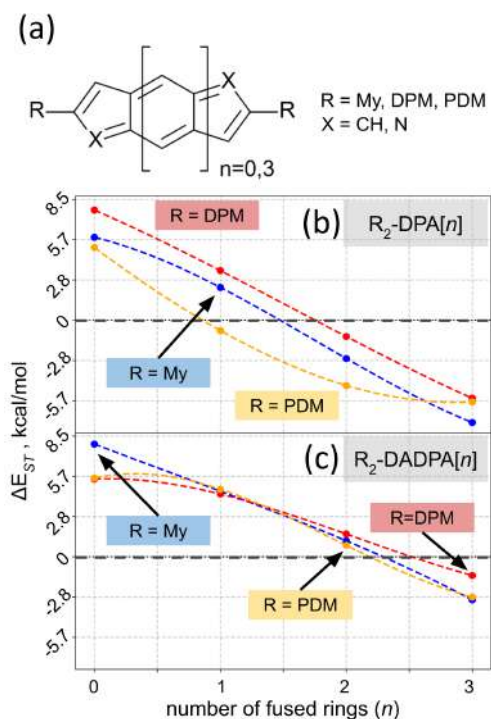 (a)
X
R
R
X
n=0,3
R = My, DPM, PDM
X = CH, N
(b)
R₂-DPA[n]
R = DPM
R = My
R = PDM
8.5
5.7
2.8
0
-2.8
-5.7
ΔE_ST , kcal/mol
(c)
R₂-DADPA[n]
R = My
R=DPM
R = PDM
8.5
5.7
2.8
0
-2.8
-5.7
0 1 2 3
number of fused rings (n)